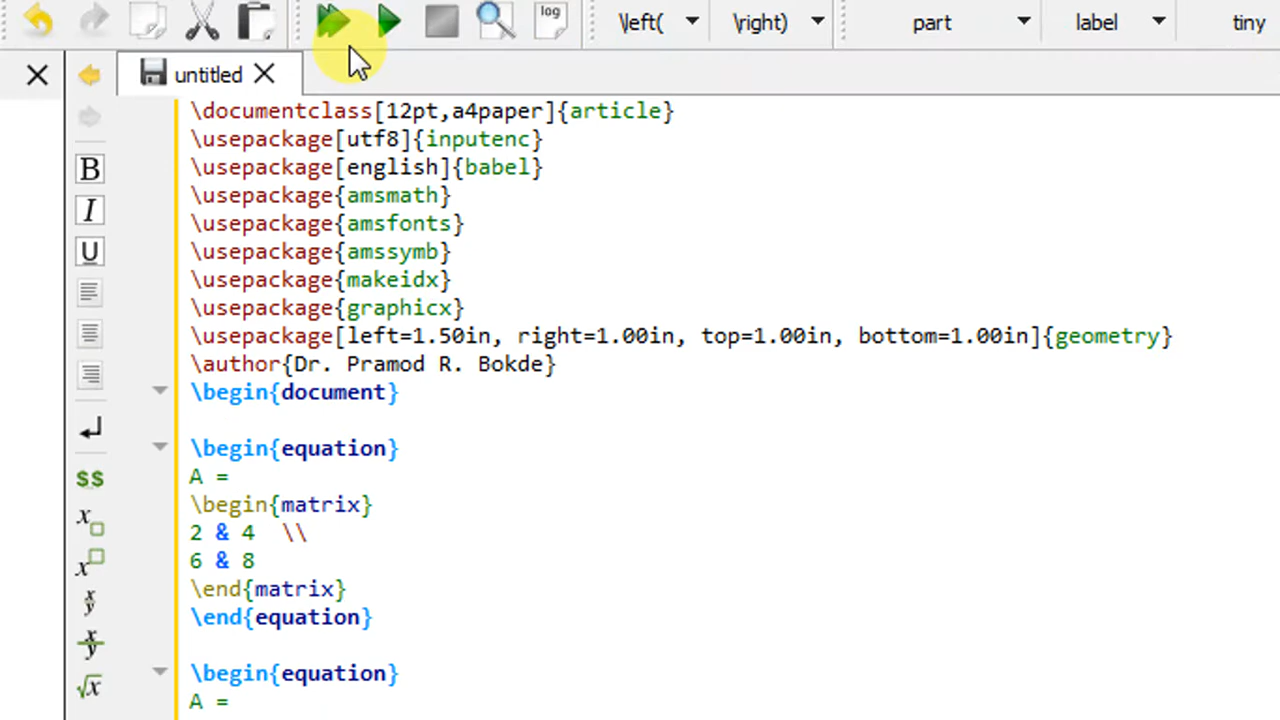 log \left( \right) part label tiny
untitled
\documentclass[12pt,a4paper]{article}
\usepackage[utf8]{inputenc}
\usepackage[english]{babel}
\usepackage{amsmath}
\usepackage{amsfonts}
\usepackage{amssymb}
\usepackage{makeidx}
\usepackage{graphicx}
\usepackage[left=1.50in, right=1.00in, top=1.00in, bottom=1.00in]{geometry}
\author{Dr. Pramod R. Bokde}
\begin{document}
\begin{equation}
A =
\begin{matrix}
2 & 4  \\
6 & 8
\end{matrix}
\end{equation}
\begin{equation}
A =
B
I
U
$$
x
x
x/y
x/y
√x